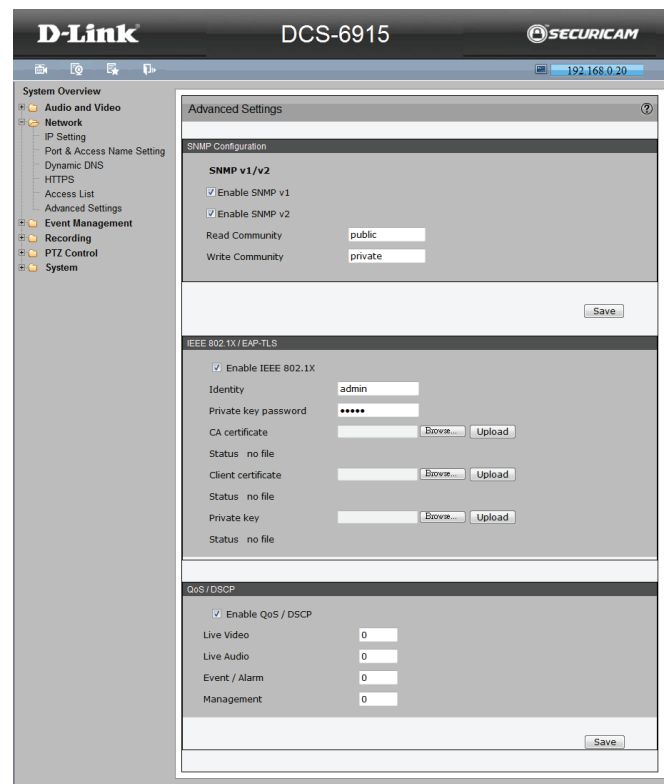 D-Link DCS-6915 SECURICAM
192.168.0.20
System Overview
Audio and Video
Network
IP Setting
Port & Access Name Setting
Dynamic DNS
HTTPS
Access List
Advanced Settings
Event Management
Recording
PTZ Control
System
Advanced Settings ?
SNMP Configuration
SNMP v1/v2
Enable SNMP v1
Enable SNMP v2
Read Community public
Write Community private
Save
IEEE 802.1X / EAP-TLS
Enable IEEE 802.1X
Identity admin
Private key password •••••
CA certificate Browse... Upload
Status no file
Client certificate Browse... Upload
Status no file
Private key Browse... Upload
Status no file
QoS / DSCP
Enable QoS / DSCP
Live Video 0
Live Audio 0
Event / Alarm 0
Management 0
Save